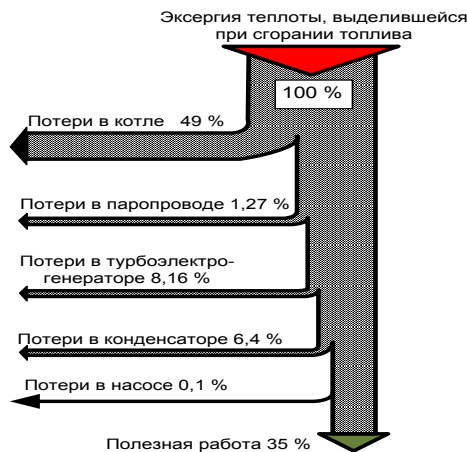 Эксергия теплоты, выделившейся
при сгорании топлива
100 %
Потери в котле 49 %
Потери в паропроводе 1,27 %
Потери в турбоэлектро-
генераторе 8,16 %
Потери в конденсаторе 6,4 %
Потери в насосе 0,1 %
Полезная работа 35 %